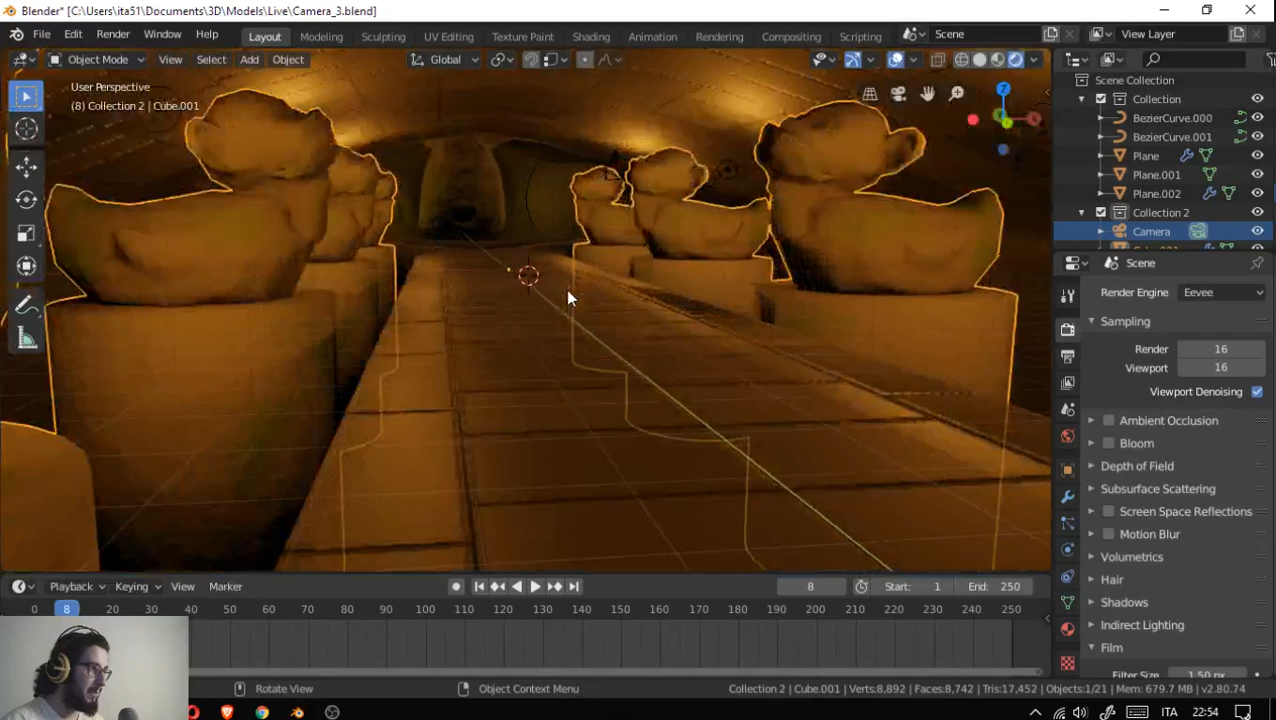 Blender* [C:\Users\ita51\Documents\3D\Models\Live\Camera_3.blend]
File Edit Render Window Help Layout Modeling Sculpting UV Editing Texture Paint Shading Animation Rendering Compositing Scripting Scene View Layer
Object Mode View Select Add Object Global
User Perspective
(8) Collection 2 | Cube.001
Z
Scene Collection
Collection
BezierCurve.000
BezierCurve.001
Plane
Plane.001
Plane.002
Collection 2
Camera
Scene
Render Engine Eevee
Sampling
Render 16
Viewport 16
Viewport Denoising
Ambient Occlusion
Bloom
Depth of Field
Subsurface Scattering
Screen Space Reflections
Motion Blur
Volumetrics
Hair
Shadows
Indirect Lighting
Film
Filter Size 1.50 px
Playback Keying View Marker 8 Start: 1 End: 250
0 8 20 30 40 50 60 70 80 90 100 110 120 130 140 150 160 170 180 190 200 210 220 230 240 250
Rotate View Object Context Menu Collection 2 | Cube.001 | Verts:8,892 | Faces:8,742 | Tris:17,452 | Objects:1/21 | Mem: 679.7 MB | v2.80.74
ITA 22:54